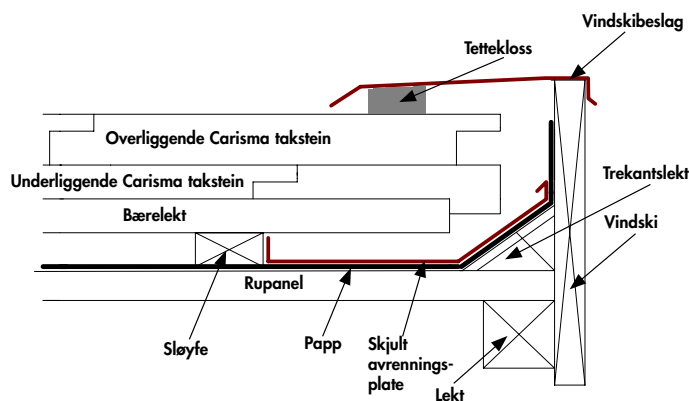 Vindskibeslag
Tettekloss
Overliggende Carisma takstein
Underliggende Carisma takstein
Trekantslekt
Bærelekt
Vindski
Rupanel
Sløyfe
Papp
Skjult
avrennings-
plate
Lekt